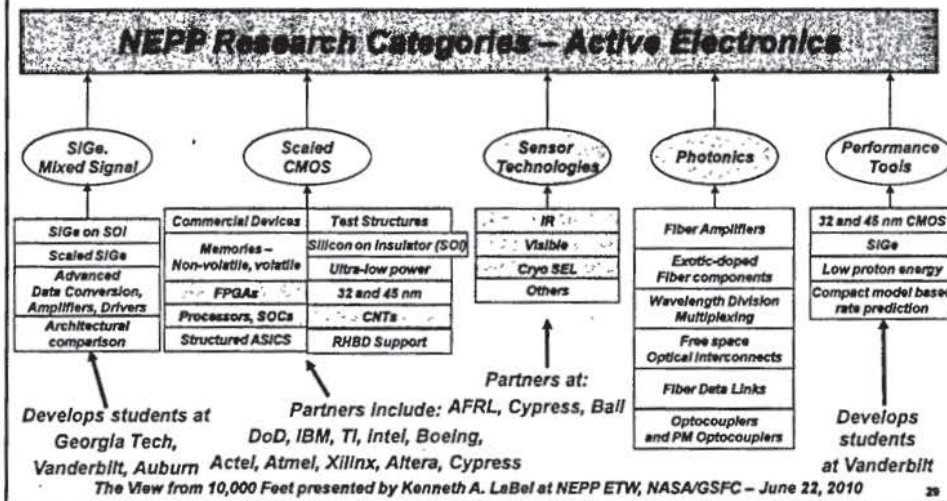 NEPP Research Categories – Active Electronics
SiGe.
Mixed Signal
Scaled
CMOS
Sensor
Technologies
Photonics
Performance
Tools
SiGe on SOI
Scaled SiGe
Advanced
Data Conversion,
Amplifiers, Drivers
Architectural
comparison
Commercial Devices
Memories –
Non-volatile, volatile
FPGAs
Processors, SOCs
Structured ASICS
Test Structures
Silicon on Insulator (SOI)
Ultra-low power
32 and 45 nm
CNTs
RHBD Support
IR
Visible
Cryo SEL
Others
Fiber Amplifiers
Exotic-doped
Fiber components
Wavelength Division
Multiplexing
Free space
Optical Interconnects
Fiber Data Links
Optocouplers
and PM Optocouplers
32 and 45 nm CMOS
SiGe
Low proton energy
Compact model based
rate prediction
Develops students at
Georgia Tech,
Vanderbilt, Auburn
Partners include:
DoD, IBM, TI, Intel, Boeing,
Actel, Atmel, Xilinx, Altera, Cypress
Partners at:
AFRL, Cypress, Ball
Develops
students
at Vanderbilt
The View from 10,000 Feet presented by Kenneth A. LaBel at NEPP ETW, NASA/GSFC – June 22, 2010